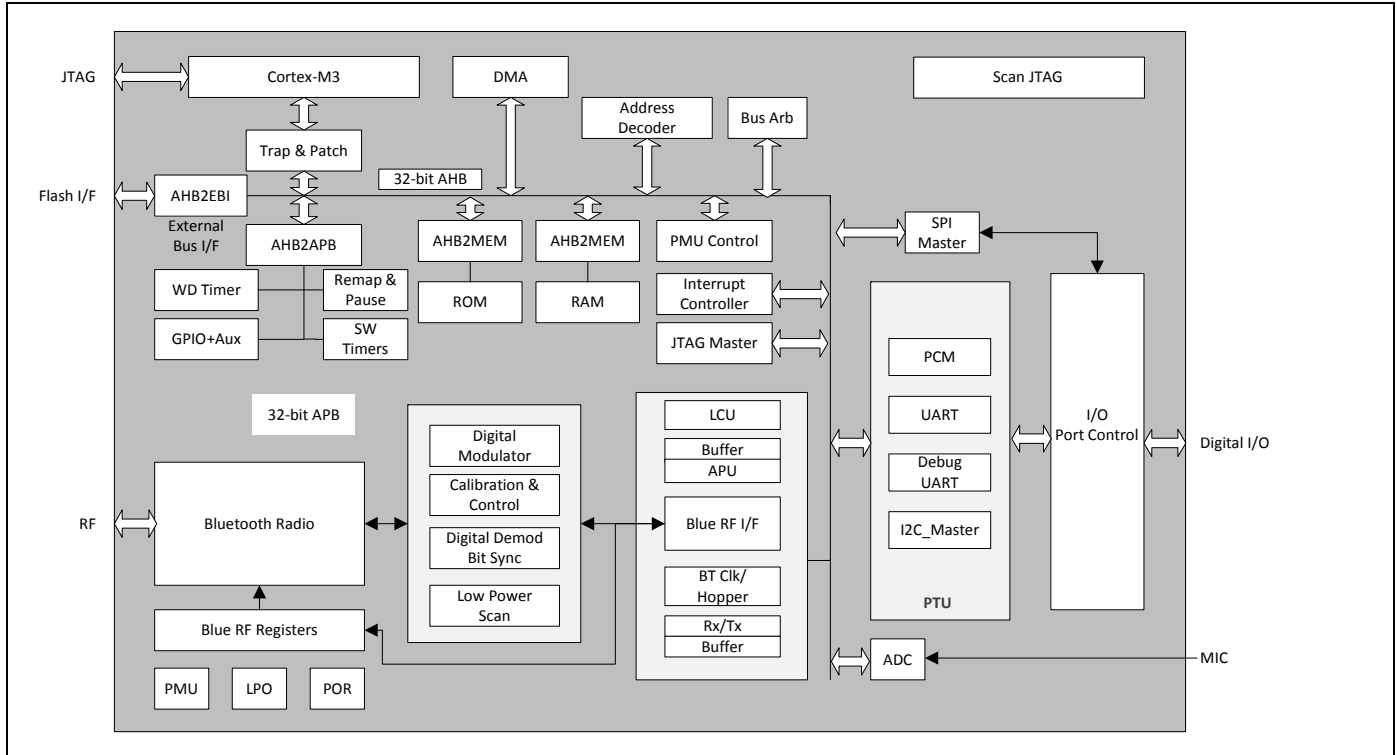 JTAG
Cortex-M3
DMA
Scan JTAG
Address
Decoder
Bus Arb
Trap & Patch
32-bit AHB
Flash I/F
AHB2EBI
External
Bus I/F
AHB2APB
AHB2MEM
AHB2MEM
PMU Control
SPI
Master
WD Timer
Remap &
Pause
ROM
RAM
Interrupt
Controller
GPIO+Aux
SW
Timers
JTAG Master
PCM
UART
Debug
UART
I2C_Master
PTU
I/O
Port Control
Digital I/O
32-bit APB
Digital
Modulator
Calibration &
Control
Digital Demod
Bit Sync
Low Power
Scan
LCU
Buffer
APU
Blue RF I/F
BT Clk/
Hopper
Rx/Tx
Buffer
RF
Bluetooth Radio
Blue RF Registers
PMU
LPO
POR
ADC
MIC